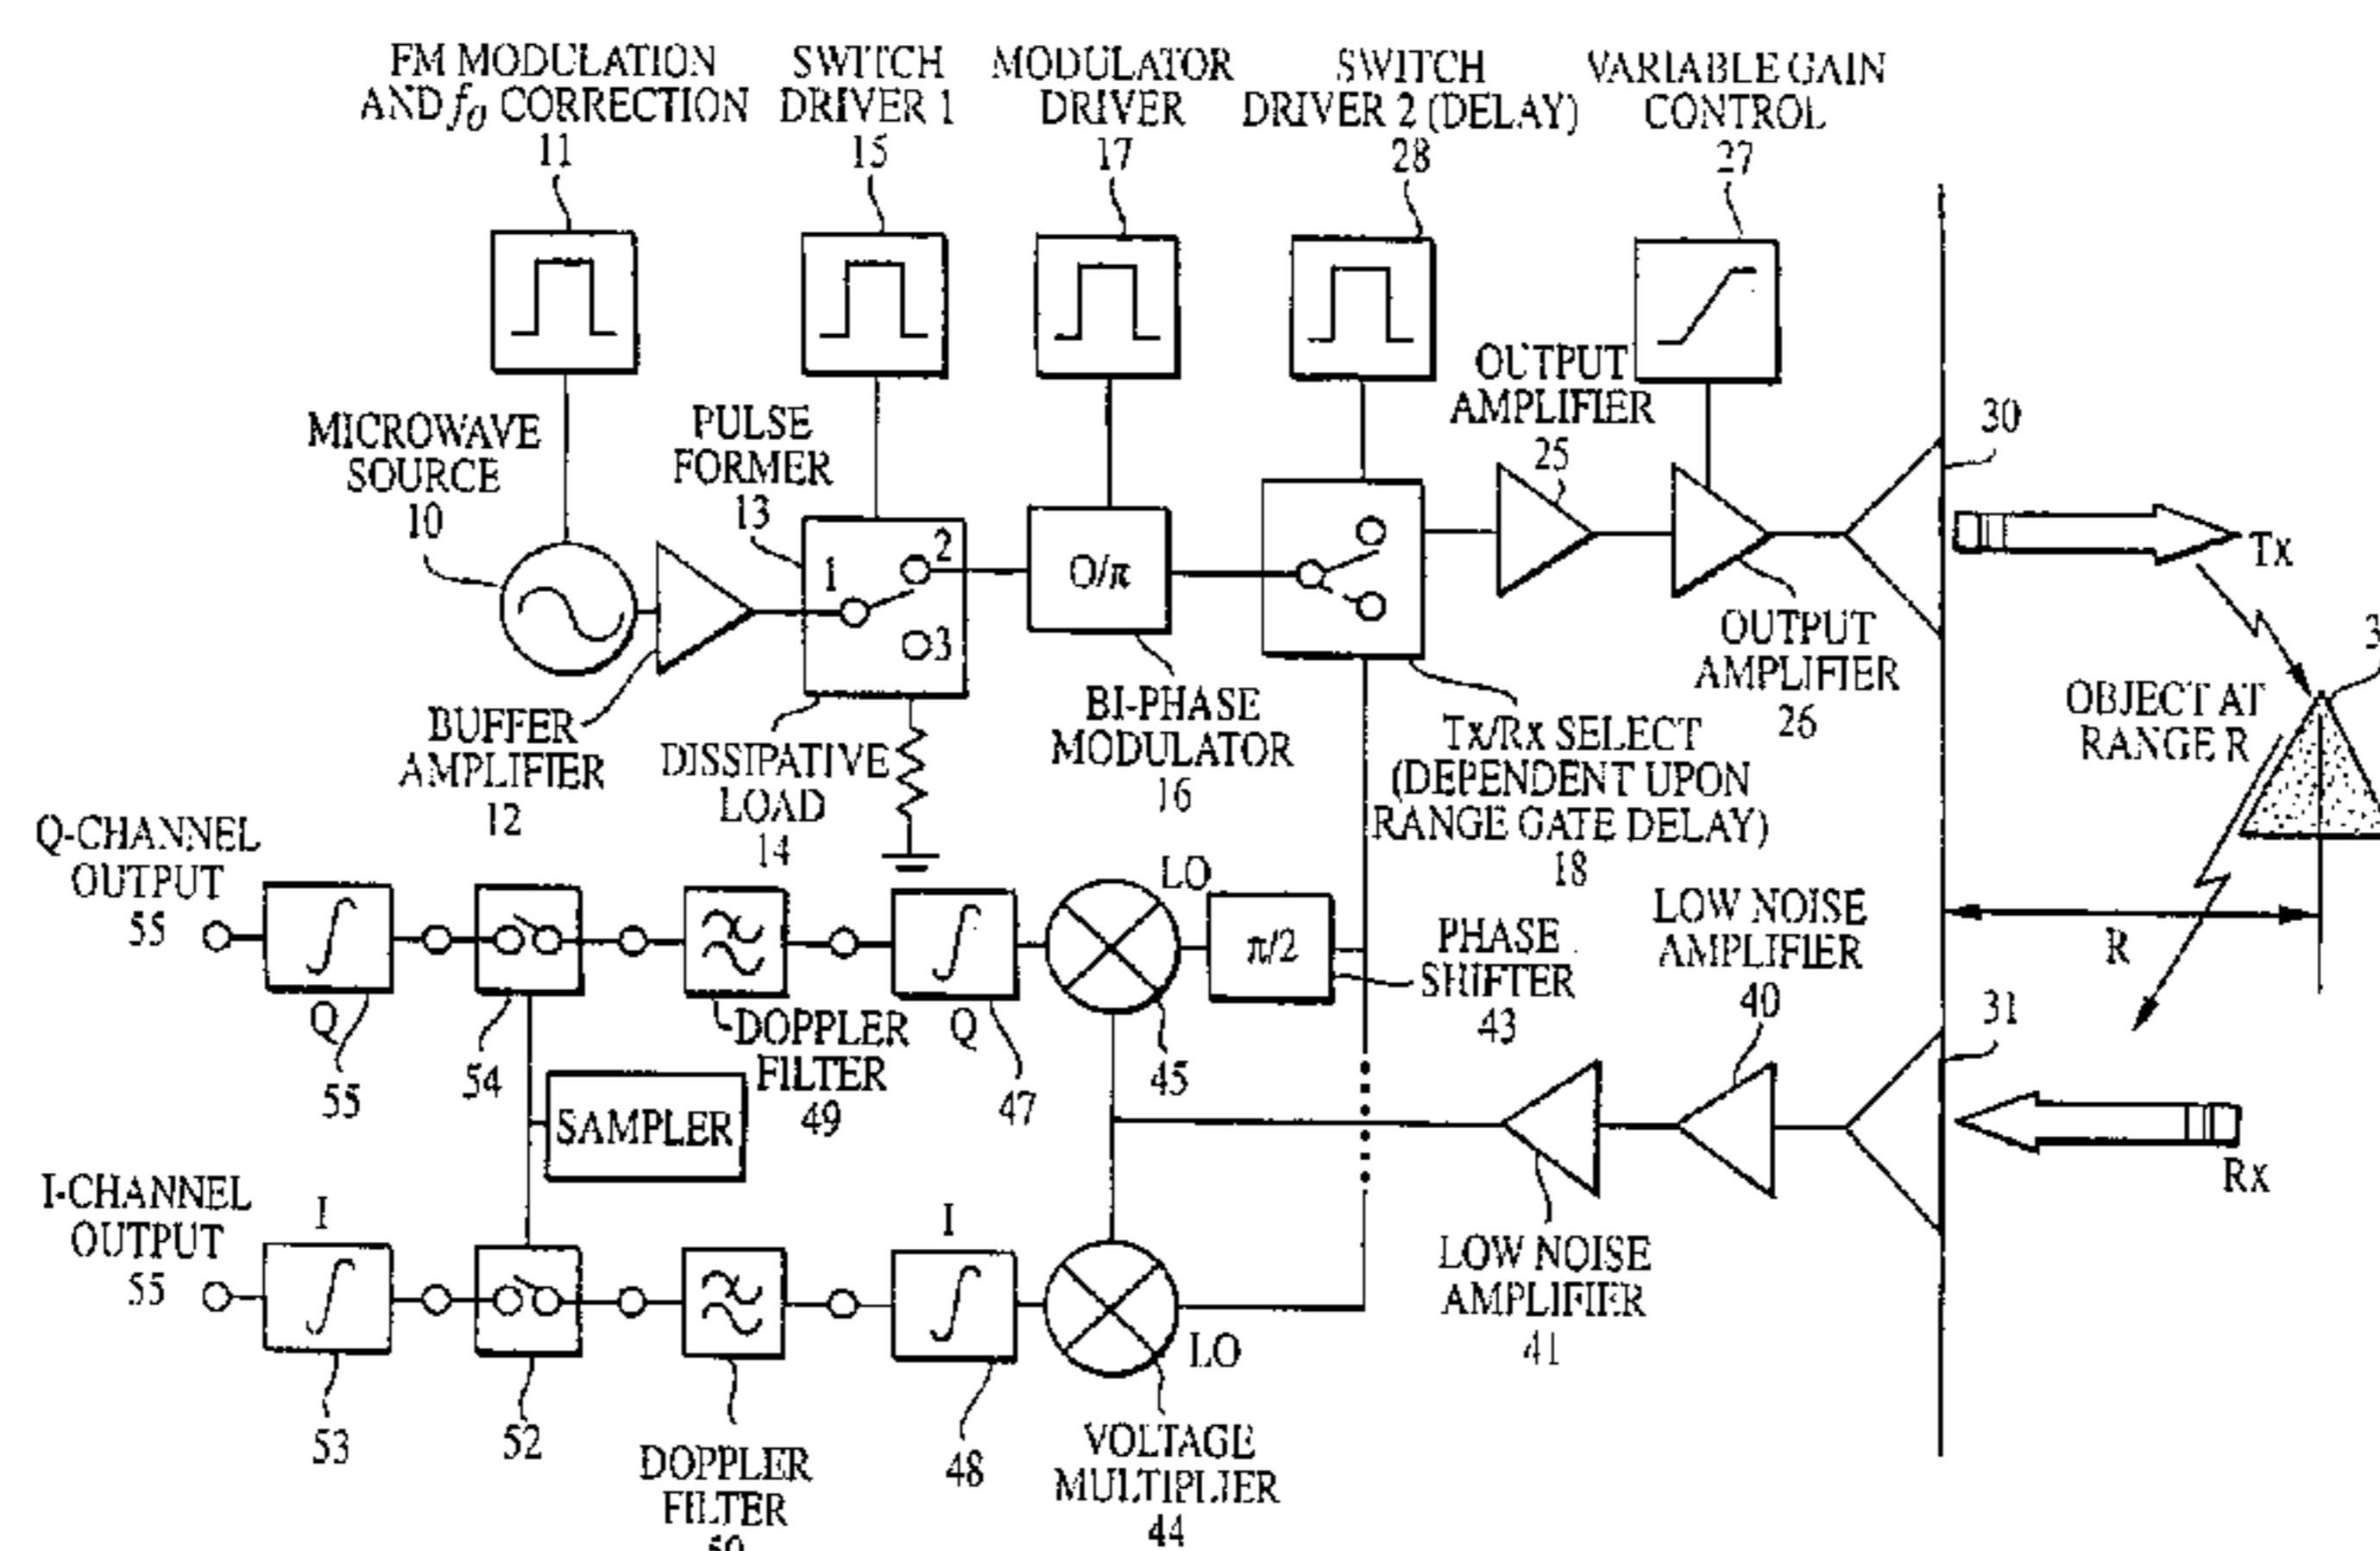 FM MODULATION
AND f0 CORRECTION
11
SWITCH
DRIVER 1
15
MODULATOR
DRIVER
17
SWITCH
DRIVER 2 (DELAY)
28
VARIABLE GAIN
CONTROL
27
MICROWAVE
SOURCE
10
PULSE
FORMER
13
1
2
3
O/π
OUTPUT
AMPLIFIER
25
30
Tx
BUFFER
AMPLIFIER
12
DISSIPATIVE
LOAD
14
BI-PHASE
MODULATOR
16
Tx/Rx SELECT
(DEPENDENT UPON
RANGE GATE DELAY)
18
OUTPUT
AMPLIFIER
26
OBJECT AT
RANGE R
Q-CHANNEL
OUTPUT
55
Q
55
54
DOPPLER
FILTER
49
Q
47
LO
45
π/2
PHASE
SHIFTER
43
LOW NOISE
AMPLIFIER
40
R
31
SAMPLER
Rx
I-CHANNEL
OUTPUT
55
I
53
52
DOPPLER
FILTER
I
48
LO
VOLTAGE
MULTIPLIER
44
LOW NOISE
AMPLIFIER
41